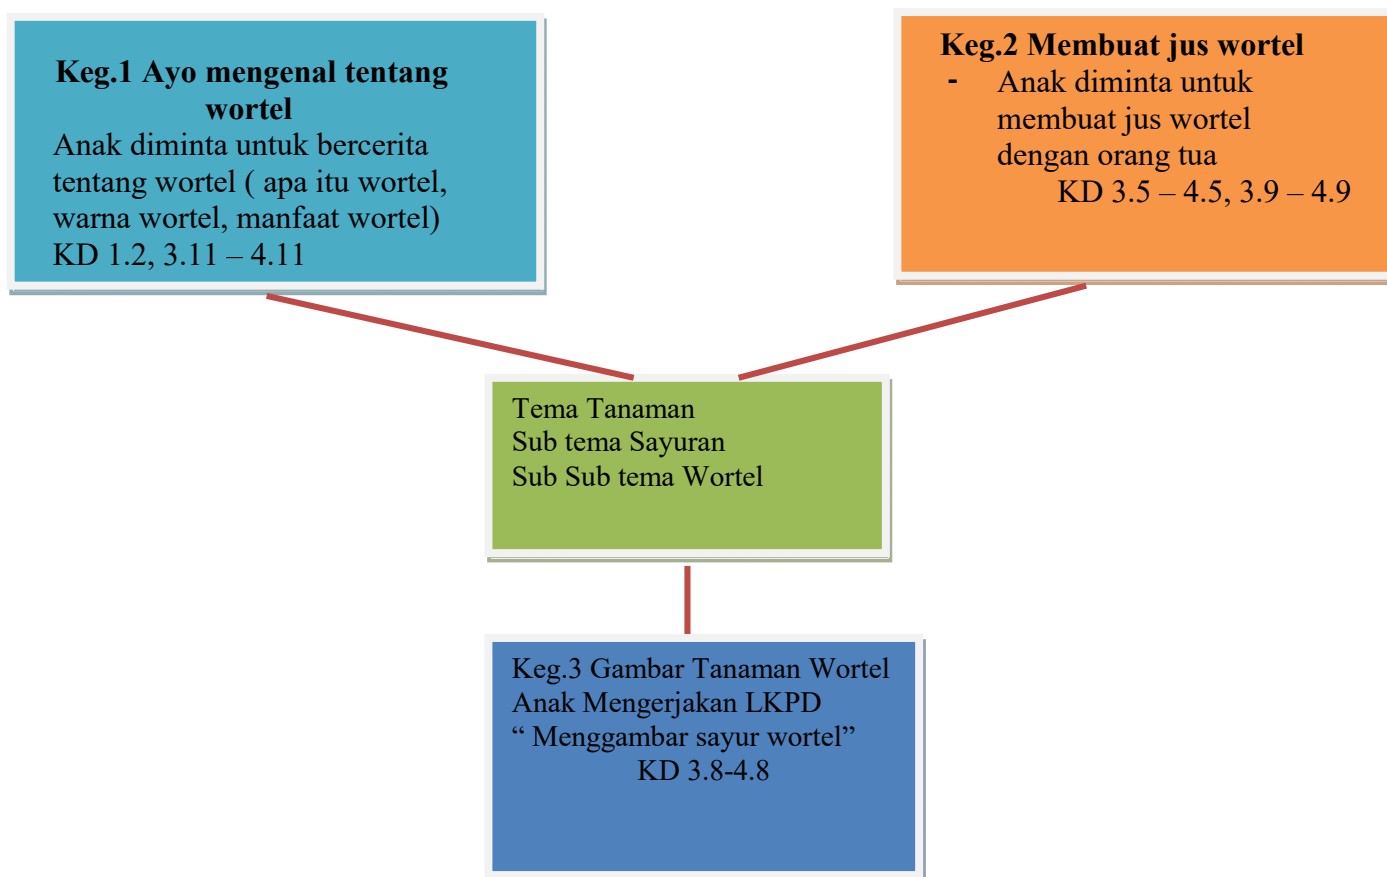 Keg.1 Ayo mengenal tentang
wortel
Anak diminta untuk bercerita
tentang wortel ( apa itu wortel,
warna wortel, manfaat wortel)
KD 1.2, 3.11 – 4.11
Keg.2 Membuat jus wortel
- Anak diminta untuk
membuat jus wortel
dengan orang tua
KD 3.5 – 4.5, 3.9 – 4.9
Tema Tanaman
Sub tema Sayuran
Sub Sub tema Wortel
Keg.3 Gambar Tanaman Wortel
Anak Mengerjakan LKPD
“ Menggambar sayur wortel”
KD 3.8-4.8